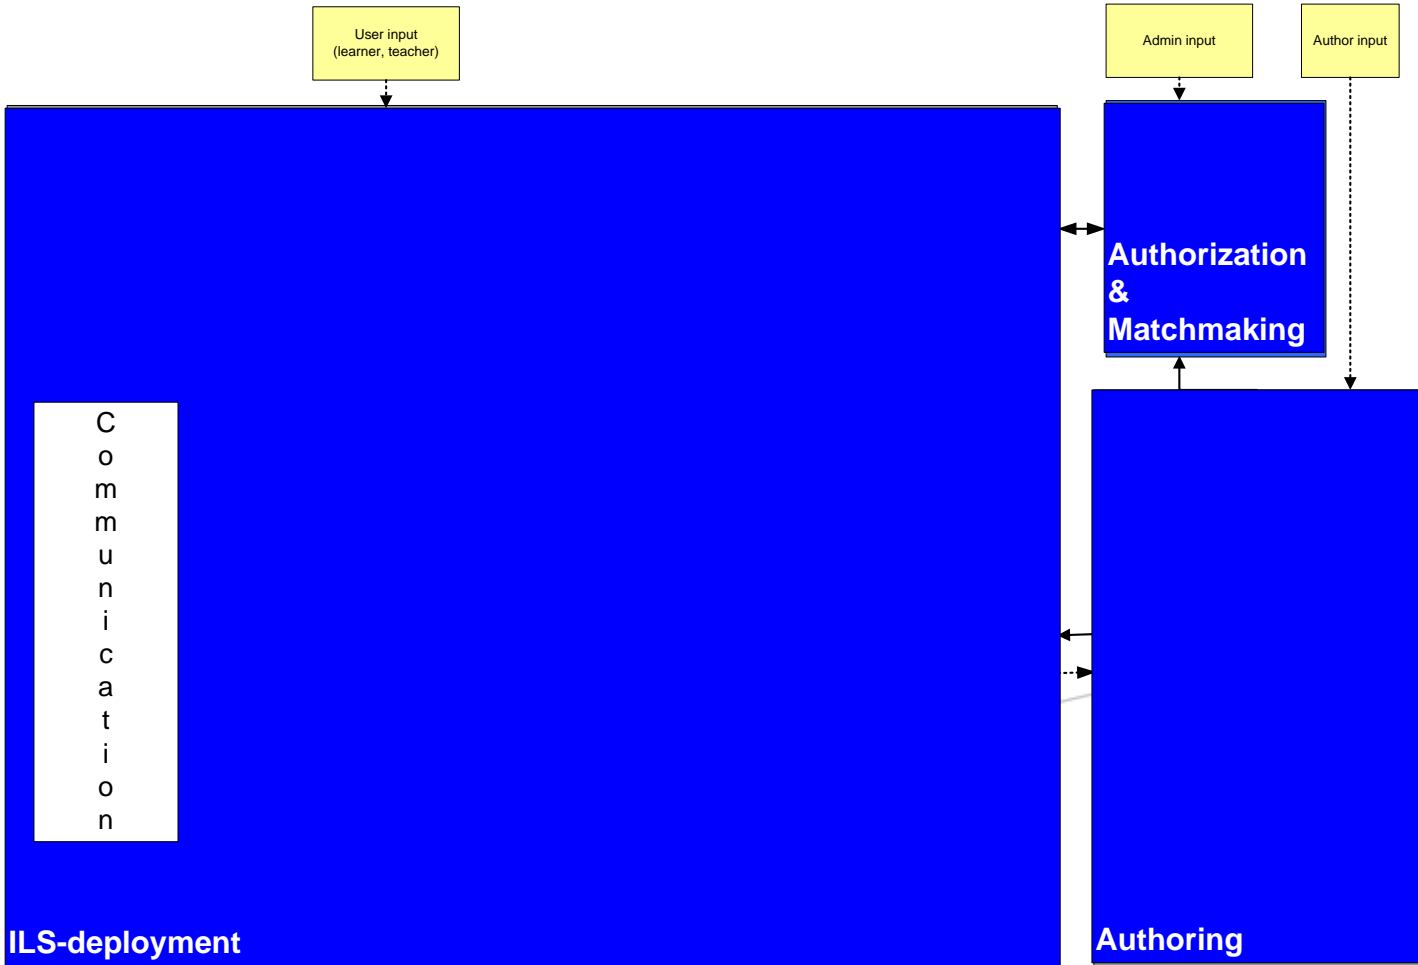 User input
(learner, teacher)
Admin input
Author input
Authorization
&
Matchmaking
C
o
m
m
u
n
i
c
a
t
i
o
n
ILS-deployment
Authoring